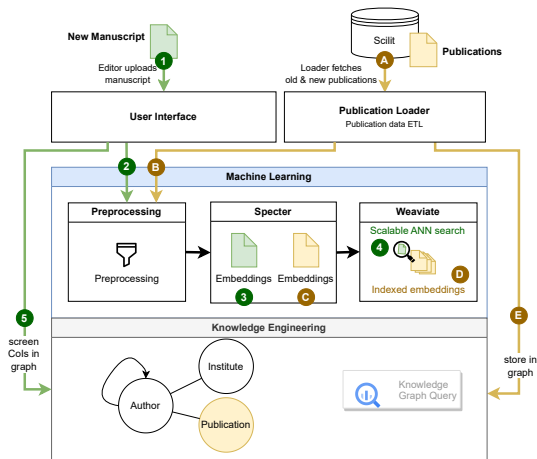 New Manuscript
1
Editor uploads
manuscript
Scilit
A
Publications
Loader fetches
old & new publications
User Interface
Publication Loader
Publication data ETL
2
B
Machine Learning
Preprocessing
Preprocessing
Specter
Embeddings
3
Embeddings
C
Weaviate
Scalable ANN search
4
D
Indexed embeddings
5
screen
CoIs in
graph
E
store in
graph
Knowledge Engineering
Institute
Author
Publication
Knowledge
Graph Query